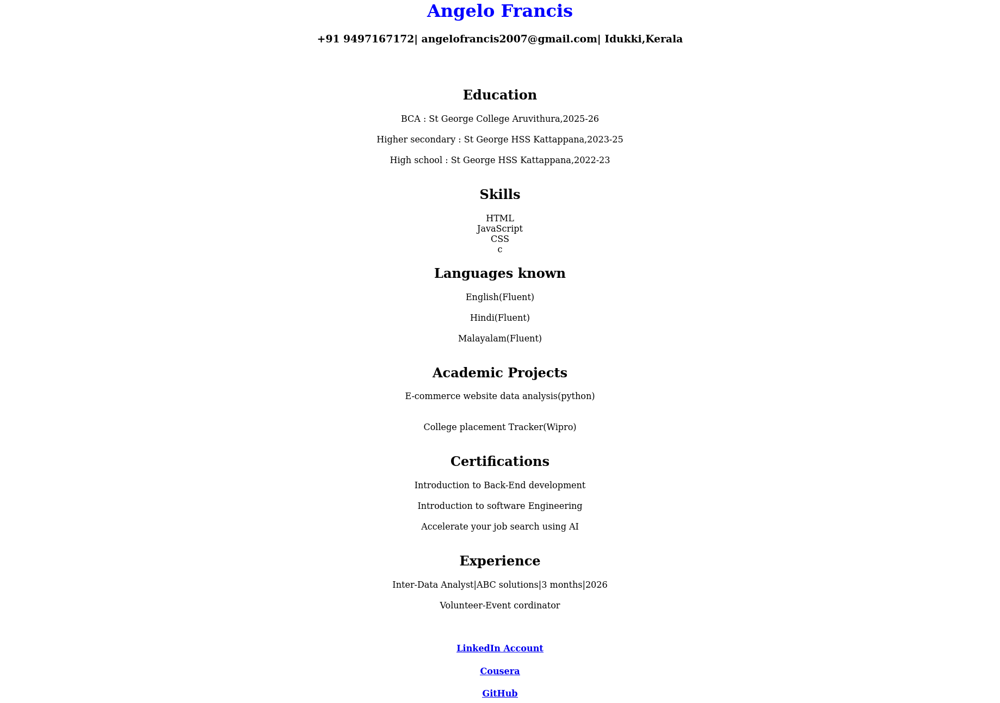 Angelo Francis
+91 9497167172| angelofrancis2007@gmail.com| Idukki,Kerala
Education
BCA : St George College Aruvithura,2025-26
Higher secondary : St George HSS Kattappana,2023-25
High school : St George HSS Kattappana,2022-23
Skills
HTML
JavaScript
CSS
c
Languages known
English(Fluent)
Hindi(Fluent)
Malayalam(Fluent)
Academic Projects
E-commerce website data analysis(python)
College placement Tracker(Wipro)
Certifications
Introduction to Back-End development
Introduction to software Engineering
Accelerate your job search using AI
Experience
Inter-Data Analyst|ABC solutions|3 months|2026
Volunteer-Event cordinator
LinkedIn Account
Cousera
GitHub